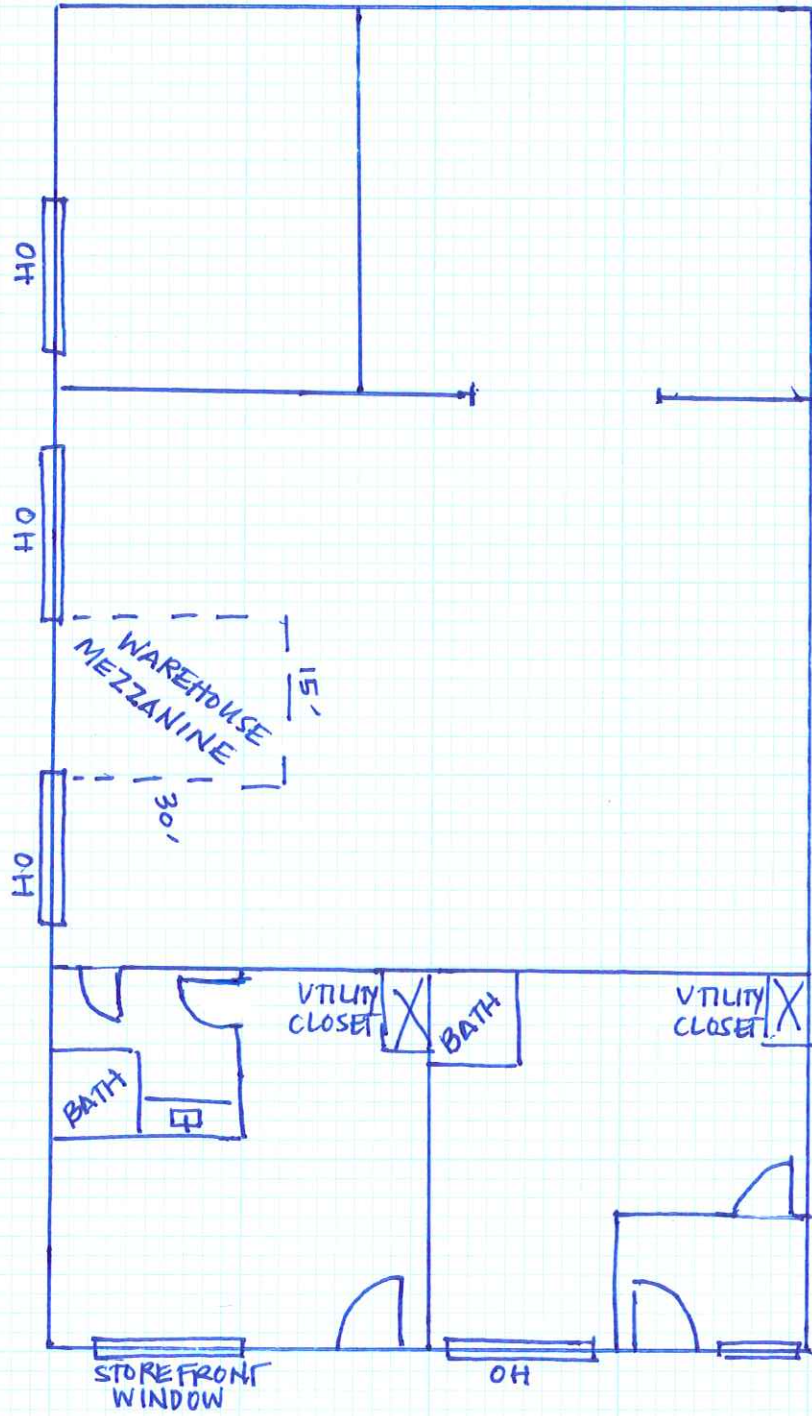 OH
OH
WAREHOUSE
MEZZANINE
15'
30'
OH
UTILITY
CLOSET
BATH
UTILITY
CLOSET
BATH
STOREFRONT
WINDOW
OH